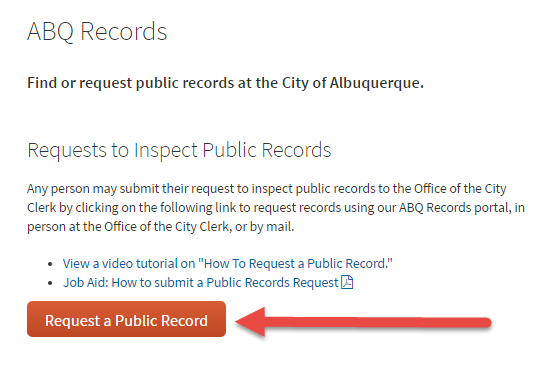 ABQ Records
Find or request public records at the City of Albuquerque.
Requests to Inspect Public Records
Any person may submit their request to inspect public records to the Office of the City
Clerk by clicking on the following link to request records using our ABQ Records portal, in
person at the Office of the City Clerk, or by mail.
• View a video tutorial on "How To Request a Public Record."
• Job Aid: How to submit a Public Records Request
Request a Public Record